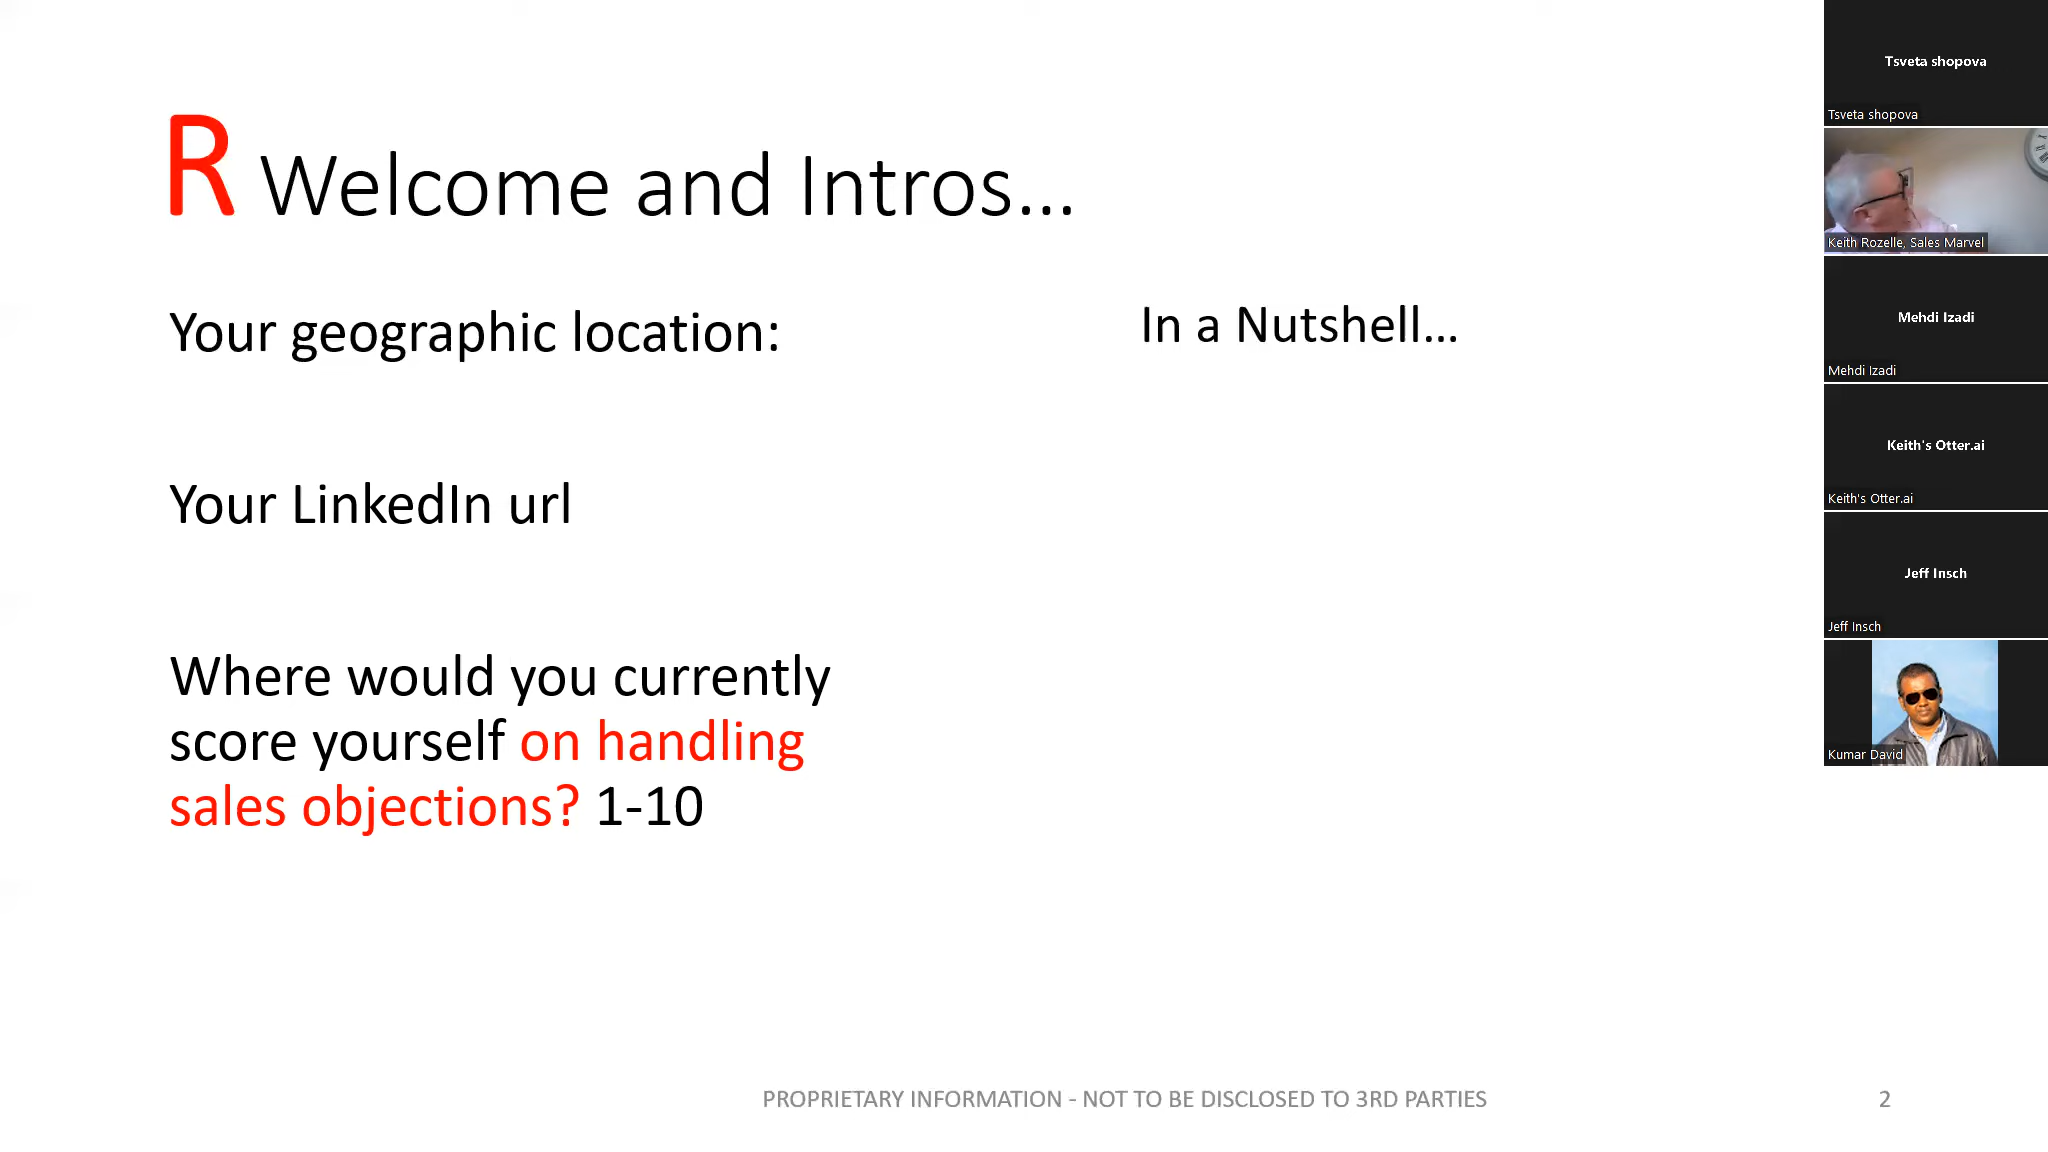 R Welcome and Intros...
Your geographic location:
In a Nutshell...
Your LinkedIn url
Where would you currently
score yourself on handling
sales objections? 1-10
PROPRIETARY INFORMATION - NOT TO BE DISCLOSED TO 3RD PARTIES
2
Tsveta shopova
Tsveta shopova
Keith Rozelle, Sales Marvel
Mehdi Izadi
Mehdi Izadi
Keith's Otter.ai
Keith's Otter.ai
Jeff Insch
Jeff Insch
Kumar David